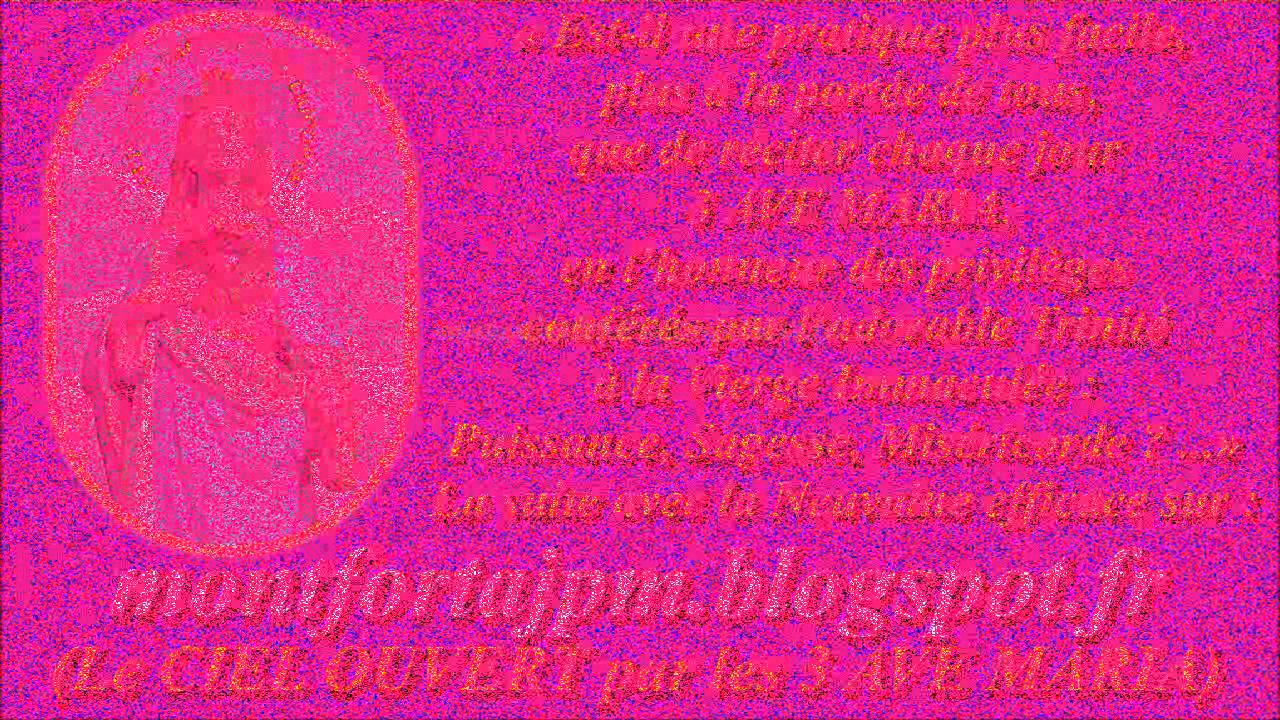 « Est-il une pratique plus facile,
plus à la portée de tous,
que de réciter chaque jour
3 AVE MARIA,
en l'honneur des privilèges
conférés par l'adorable Trinité
à la Vierge Immaculée :
Puissance, Sagesse, Miséricorde ? ...»
En union avec la Neuvaine efficace sur :
montfortajpm.blogspot.fr
(Le CIEL OUVERT par les 3 AVE MARIA!)